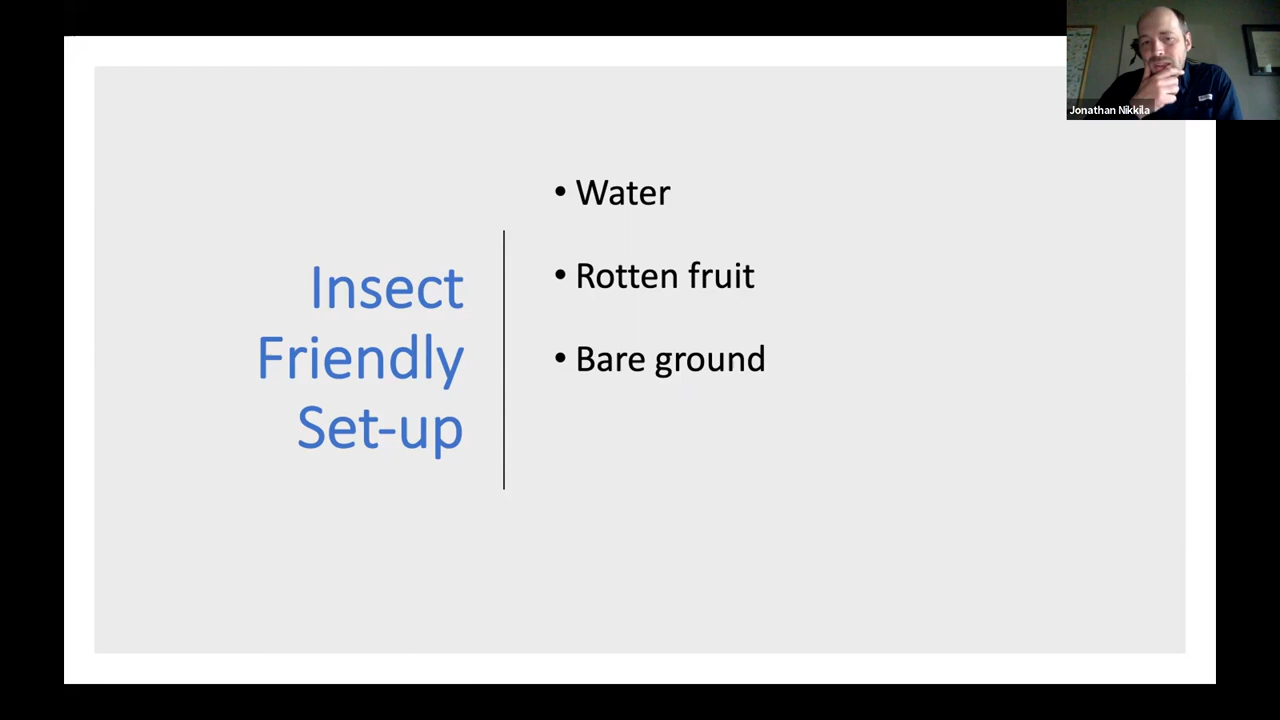 Jonathan Nikkila
Insect
Friendly
Set-up
• Water
• Rotten fruit
• Bare ground